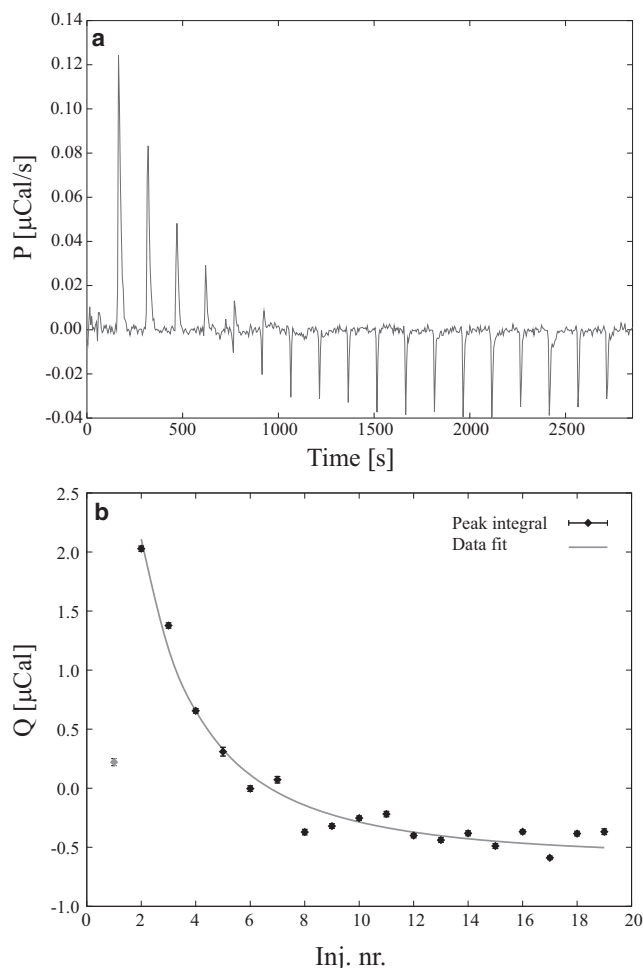 a
0.14
0.12
0.10
0.08
0.06
0.04
0.02
0.00
-0.02
-0.04
P [μCal/s]
0 500 1000 1500 2000 2500
Time [s]
b
2.5
2.0
1.5
1.0
0.5
0.0
-0.5
-1.0
Q [μCal]
Peak integral
Data fit
0 2 4 6 8 10 12 14 16 18 20
Inj. nr.